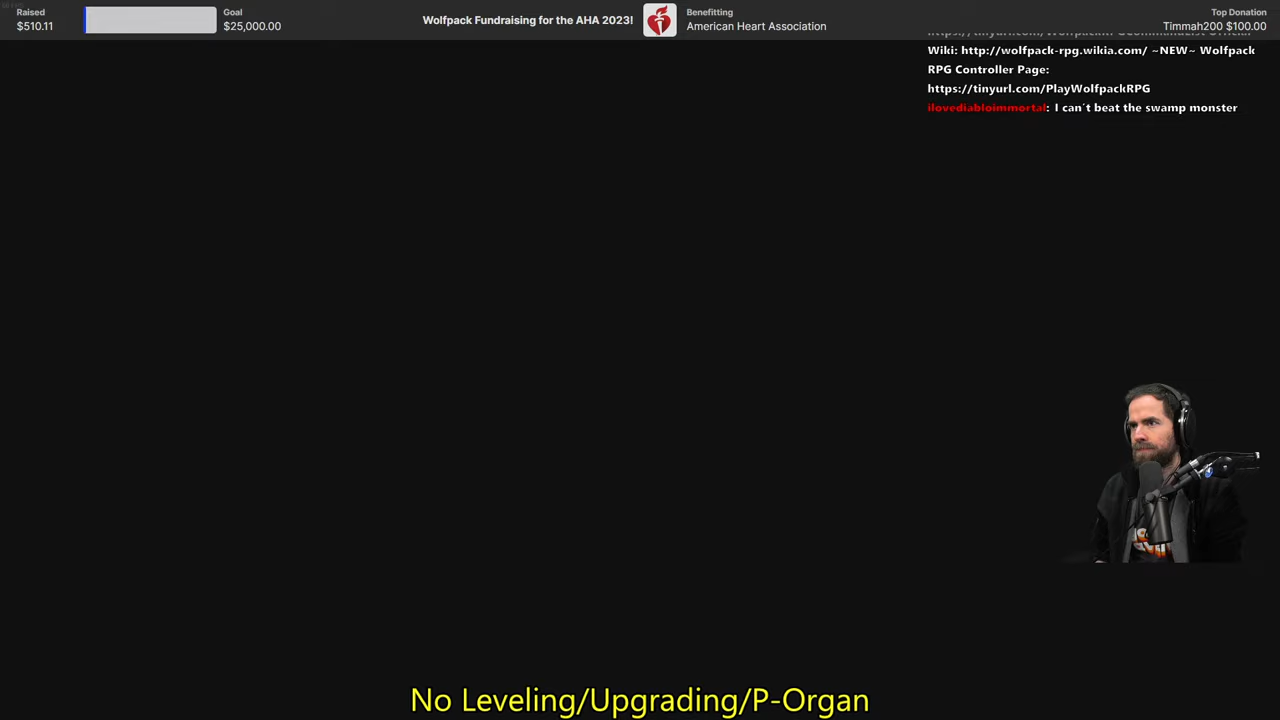 Raised
$510.11
Goal
$25,000.00
Wolfpack Fundraising for the AHA 2023!
Benefitting
American Heart Association
Top Donation
Timmah200 $100.00
Wiki: http://wolfpack-rpg.wikia.com/ ~NEW~ Wolfpack
RPG Controller Page:
https://tinyurl.com/PlayWolfpackRPG
ilovediabloimmortal: I can't beat the swamp monster
No Leveling/Upgrading/P-Organ